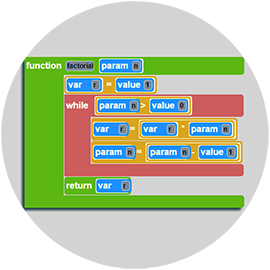 function factorial param n
var r = value 1
while param n > value 0
var r = var r - param n
param n = param n - value 1
return var r